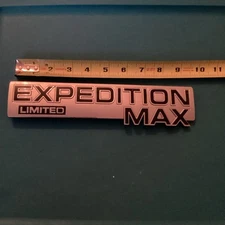 2 3 4 5 6 7 8 9 10 11
EXPEDITION
LIMITED
MAX